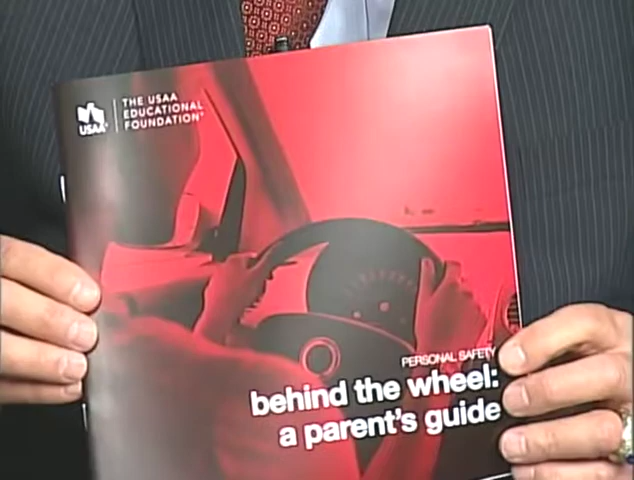 USAA®
THE USAA
EDUCATIONAL
FOUNDATION®
PERSONAL SAFETY
behind the wheel:
a parent's guide